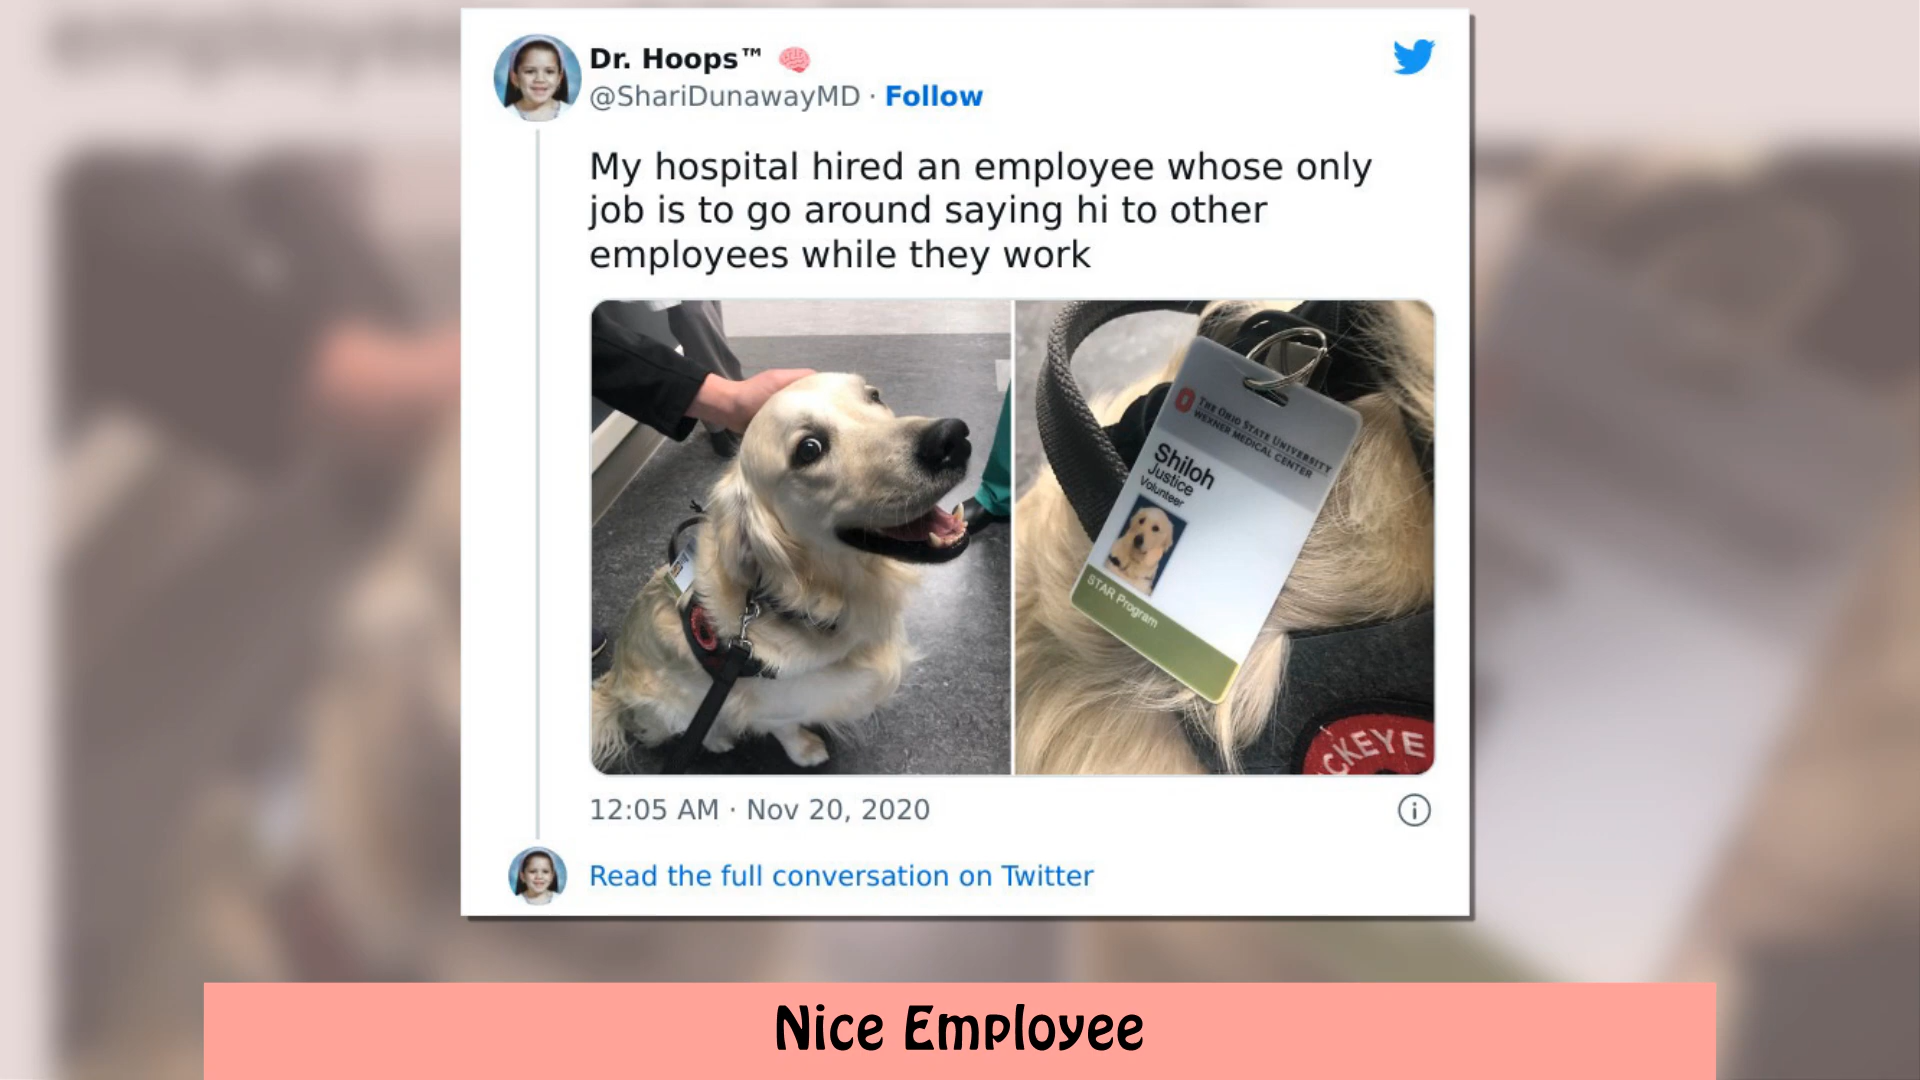 Dr. Hoops™ 🧠
@ShariDunawayMD · Follow
My hospital hired an employee whose only
job is to go around saying hi to other
employees while they work
THE OHIO STATE UNIVERSITY
WEXNER MEDICAL CENTER
Shiloh
Justice
Volunteer
STAR Program
CKEYE
12:05 AM · Nov 20, 2020
Read the full conversation on Twitter
Nice Employee